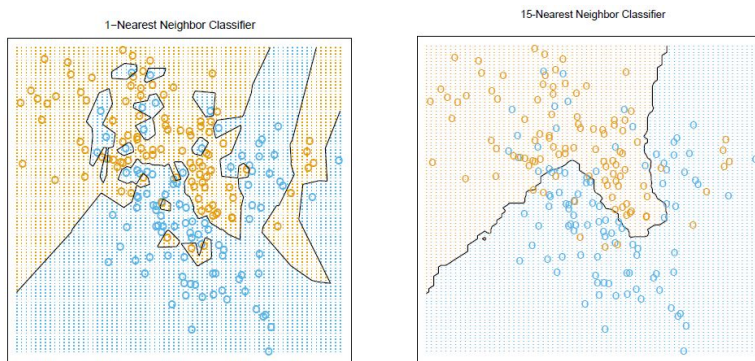 1−Nearest Neighbor Classifier
15-Nearest Neighbor Classifier